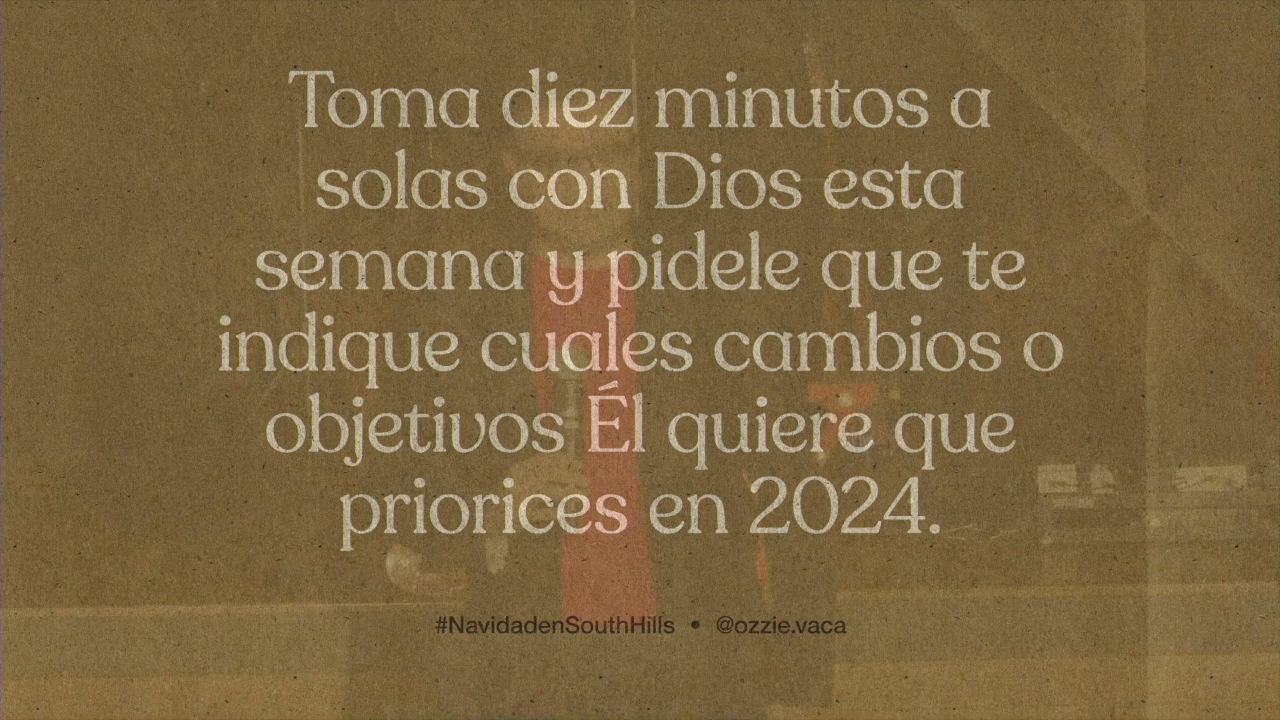 Toma diez minutos a
solas con Dios esta
semana y pidele que te
indique cuales cambios o
objetivos Él quiere que
priorices en 2024.
#NavidadenSouthHills • @ozzie.vaca